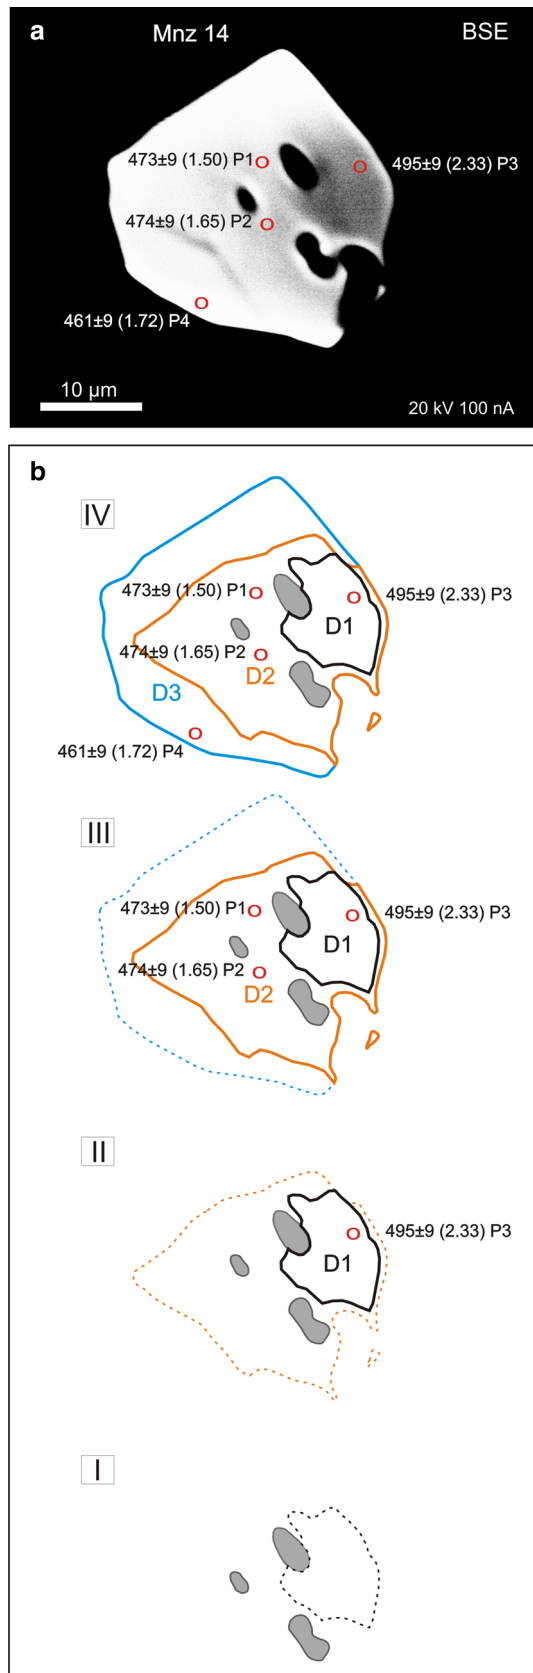 a
Mnz 14
BSE
473±9 (1.50) P1
495±9 (2.33) P3
474±9 (1.65) P2
461±9 (1.72) P4
10 µm
20 kV 100 nA
b
IV
473±9 (1.50) P1
495±9 (2.33) P3
D1
474±9 (1.65) P2
D2
D3
461±9 (1.72) P4
III
473±9 (1.50) P1
495±9 (2.33) P3
D1
474±9 (1.65) P2
D2
II
495±9 (2.33) P3
D1
I